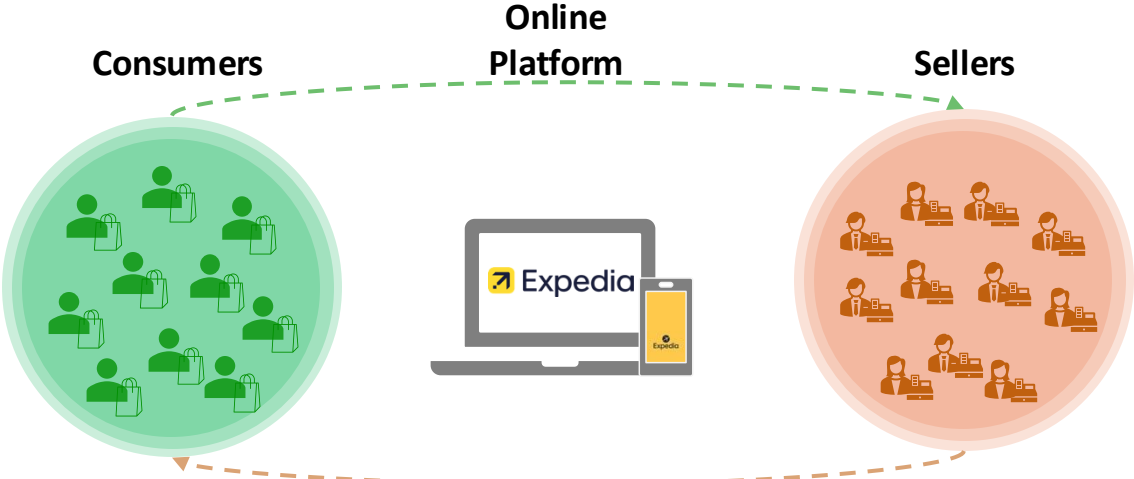 Online
Consumers
Platform
Sellers
Expedia
Expedia